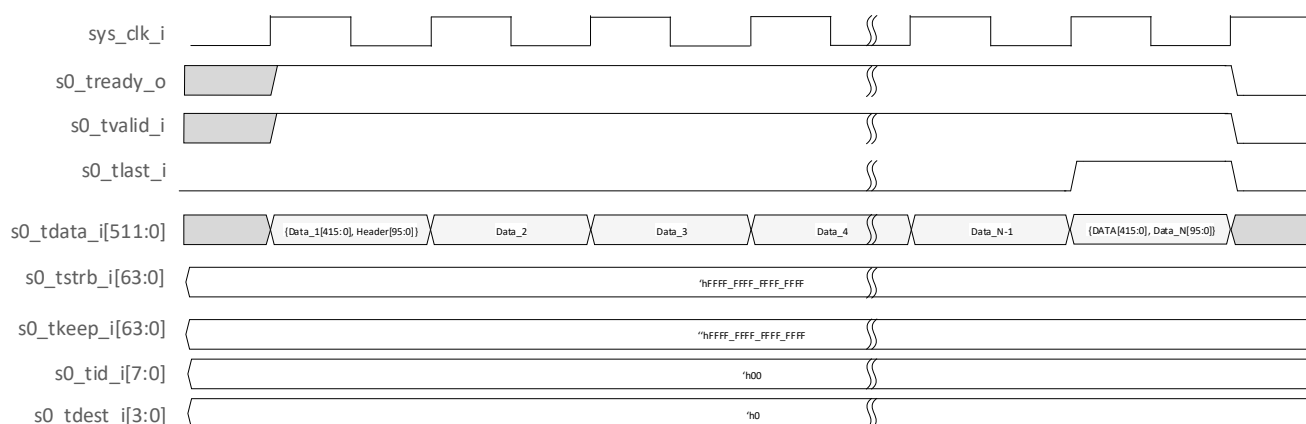 sys_clk_i
s0_tready_o
s0_tvalid_i
s0_tlast_i
s0_tdata_i[511:0] {Data_1[415:0], Header[95:0]} Data_2 Data_3 Data_4 Data_N-1 {DATA[415:0], Data_N[95:0]}
s0_tstrb_i[63:0] ‘hFFFF_FFFF_FFFF_FFFF
s0_tkeep_i[63:0] ‘’hFFFF_FFFF_FFFF_FFFF
s0_tid_i[7:0] ‘h00
s0_tdest_i[3:0] ‘h0